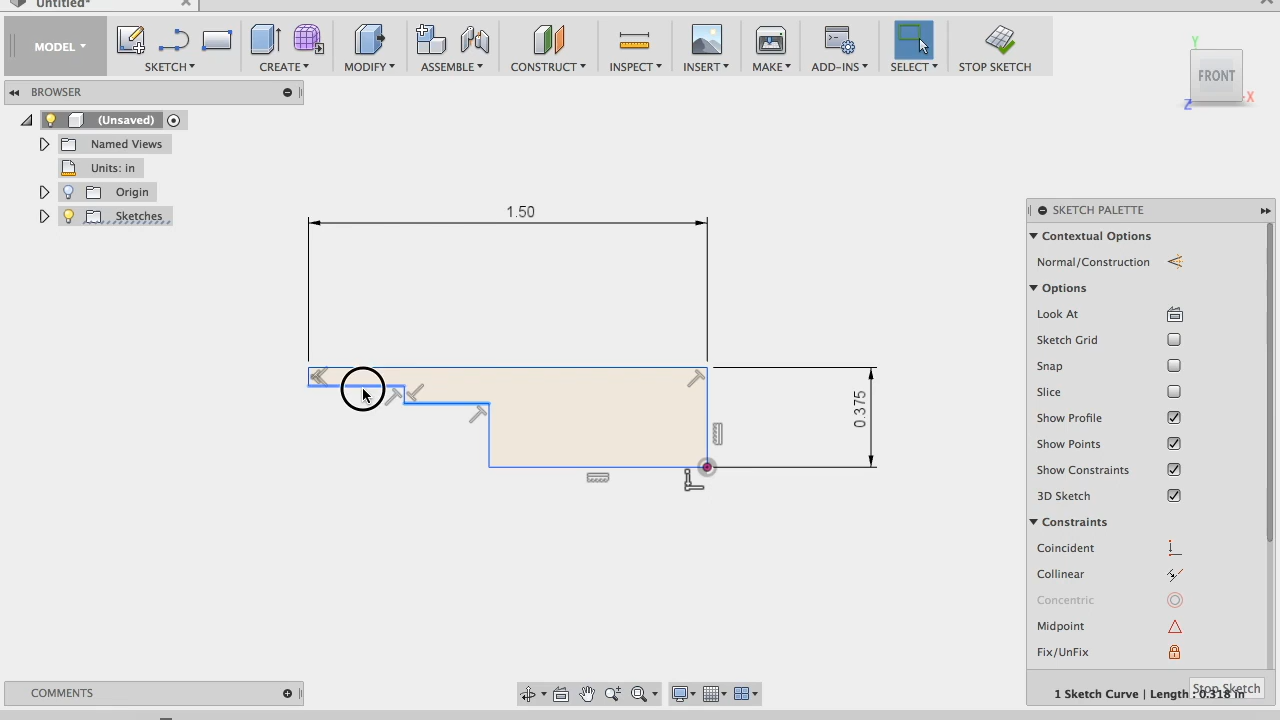 Untitled*
MODEL
SKETCH
CREATE
MODIFY
ASSEMBLE
CONSTRUCT
INSPECT
INSERT
MAKE
ADD-INS
SELECT
STOP SKETCH
Y
FRONT
X
Z
BROWSER
(Unsaved)
Named Views
Units: in
Origin
Sketches
1.50
0.375
SKETCH PALETTE
Contextual Options
Normal/Construction
Options
Look At
Sketch Grid
Snap
Slice
Show Profile
Show Points
Show Constraints
3D Sketch
Constraints
Coincident
Collinear
Concentric
Midpoint
Fix/UnFix
Stop Sketch
1 Sketch Curve | Length : 0.318 in
COMMENTS